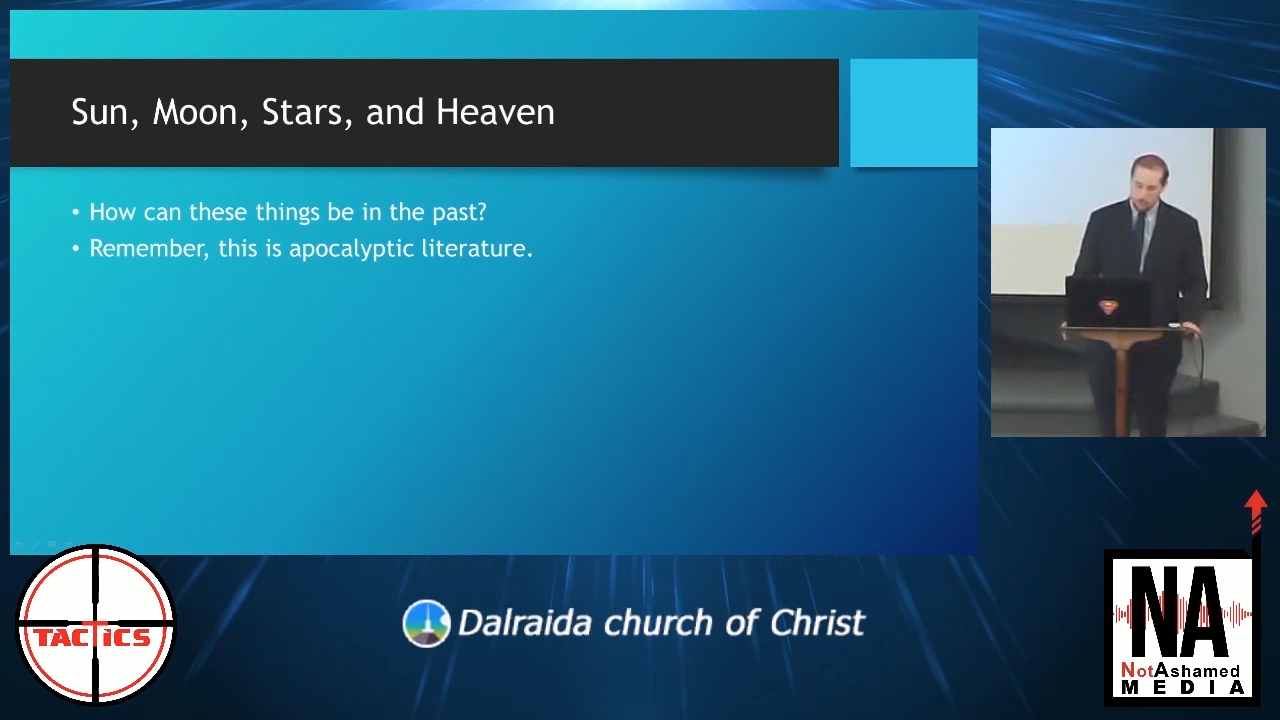 Sun, Moon, Stars, and Heaven
• How can these things be in the past?
• Remember, this is apocalyptic literature.
TACTICS
Dalraida church of Christ
NA
NotAshamed
MEDIA